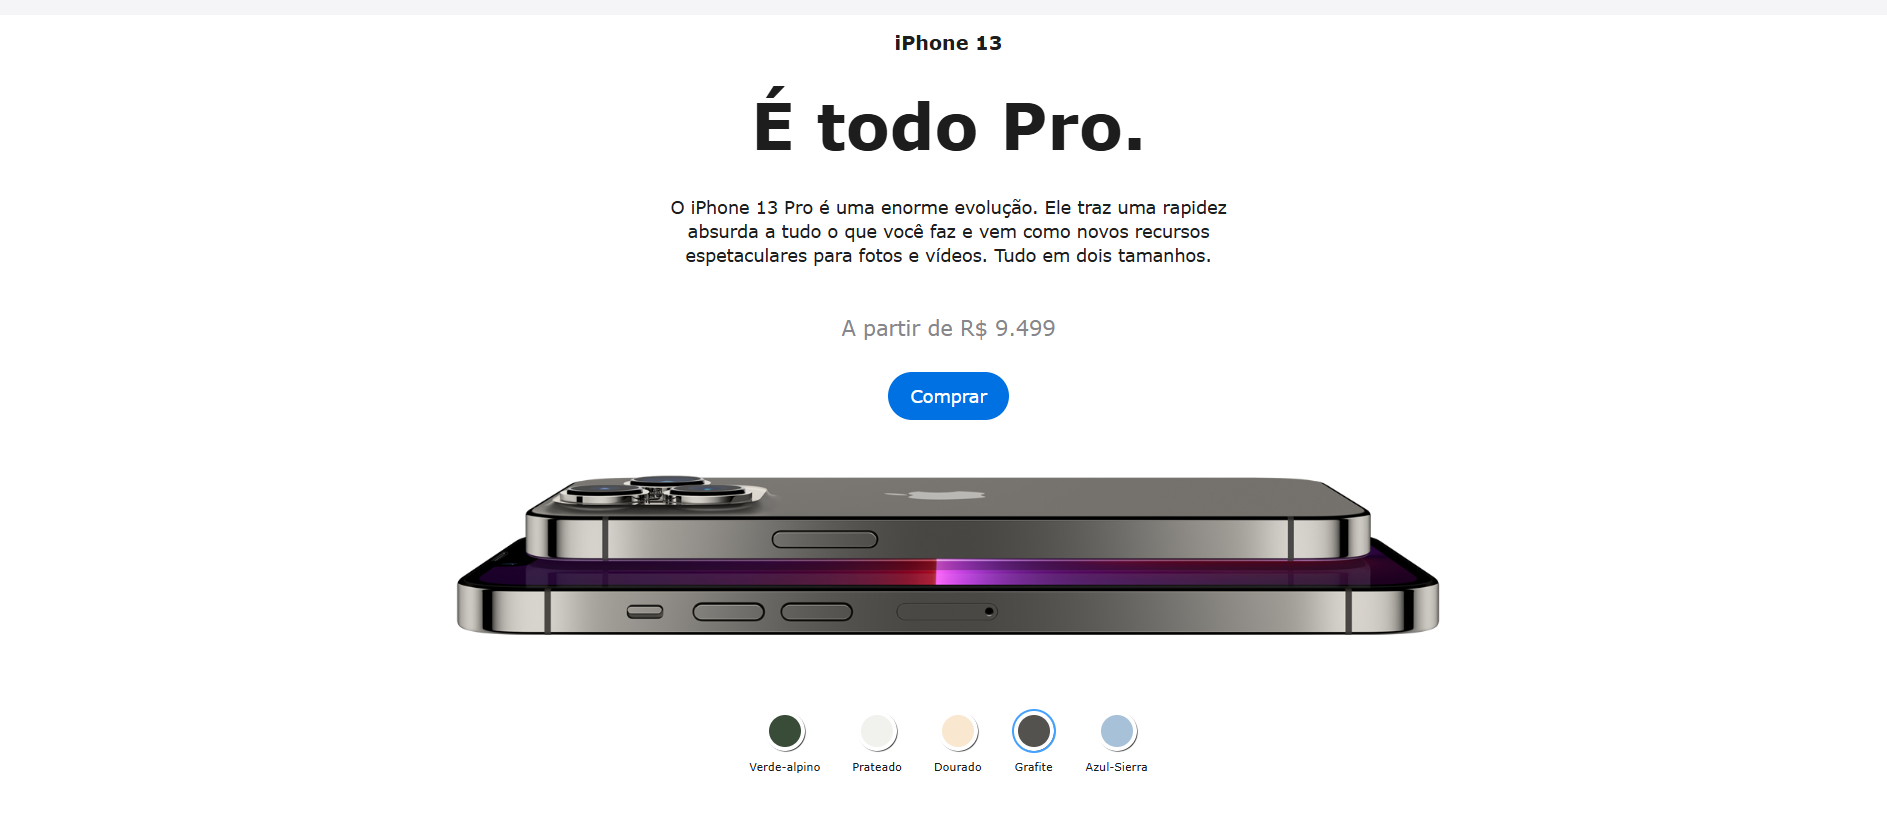 iPhone 13
É todo Pro.
O iPhone 13 Pro é uma enorme evolução. Ele traz uma rapidez
absurda a tudo o que você faz e vem como novos recursos
espetaculares para fotos e vídeos. Tudo em dois tamanhos.
A partir de R$ 9.499
Comprar
Verde-alpino Prateado Dourado Grafite Azul-Sierra